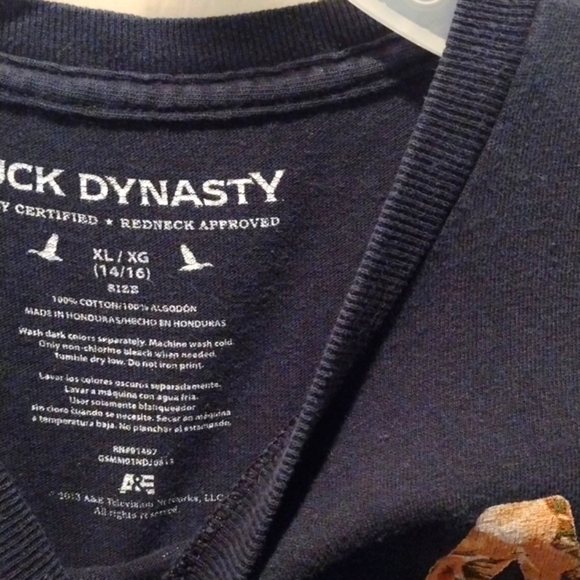 UCK DYNASTY
Y CERTIFIED ★ REDNECK APPROVED
XL / XG
(14/16)
SIZE
100% COTTON/100% ALGODÓN
MADE IN HONDURAS/HECHO EN HONDURAS
Wash dark colors separately. Machine wash cold.
Only non-chlorine bleach when needed.
Tumble dry low. Do not iron print.
Lavar los colores oscuros separadamente.
Lavar a máquina con agua fría.
Usar solamente blanqueador
sin cloro cuando se necesite. Secar en máquina
a temperatura baja. No planchar el estampado.
RN#91497
A&E
© 2013 A&E Television Networks, LLC
All rights reserved.